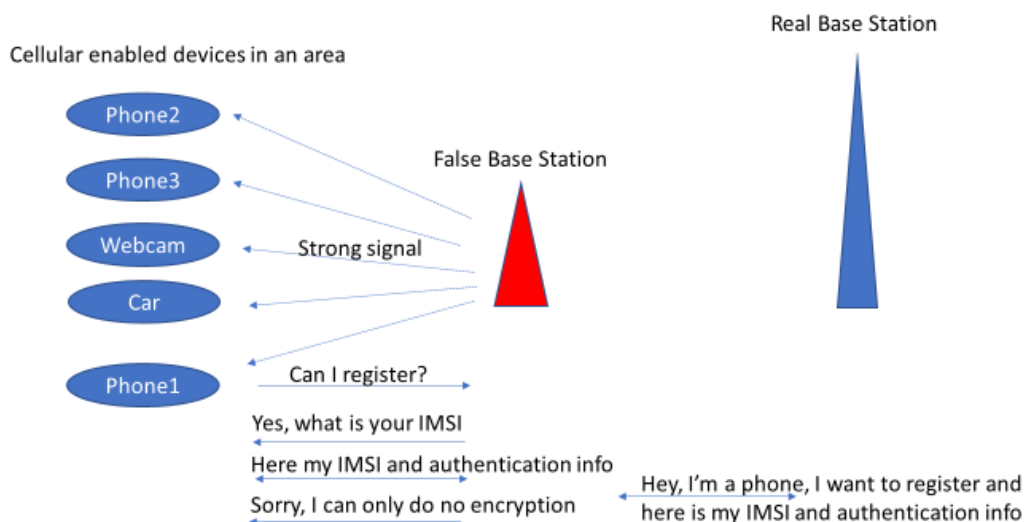 Real Base Station
Cellular enabled devices in an area
Phone2
False Base Station
Phone3
Webcam
Strong signal
Car
Phone1
Can I register?
Yes, what is your IMSI
Here my IMSI and authentication info
Sorry, I can only do no encryption
Hey, I'm a phone, I want to register and
here is my IMSI and authentication info